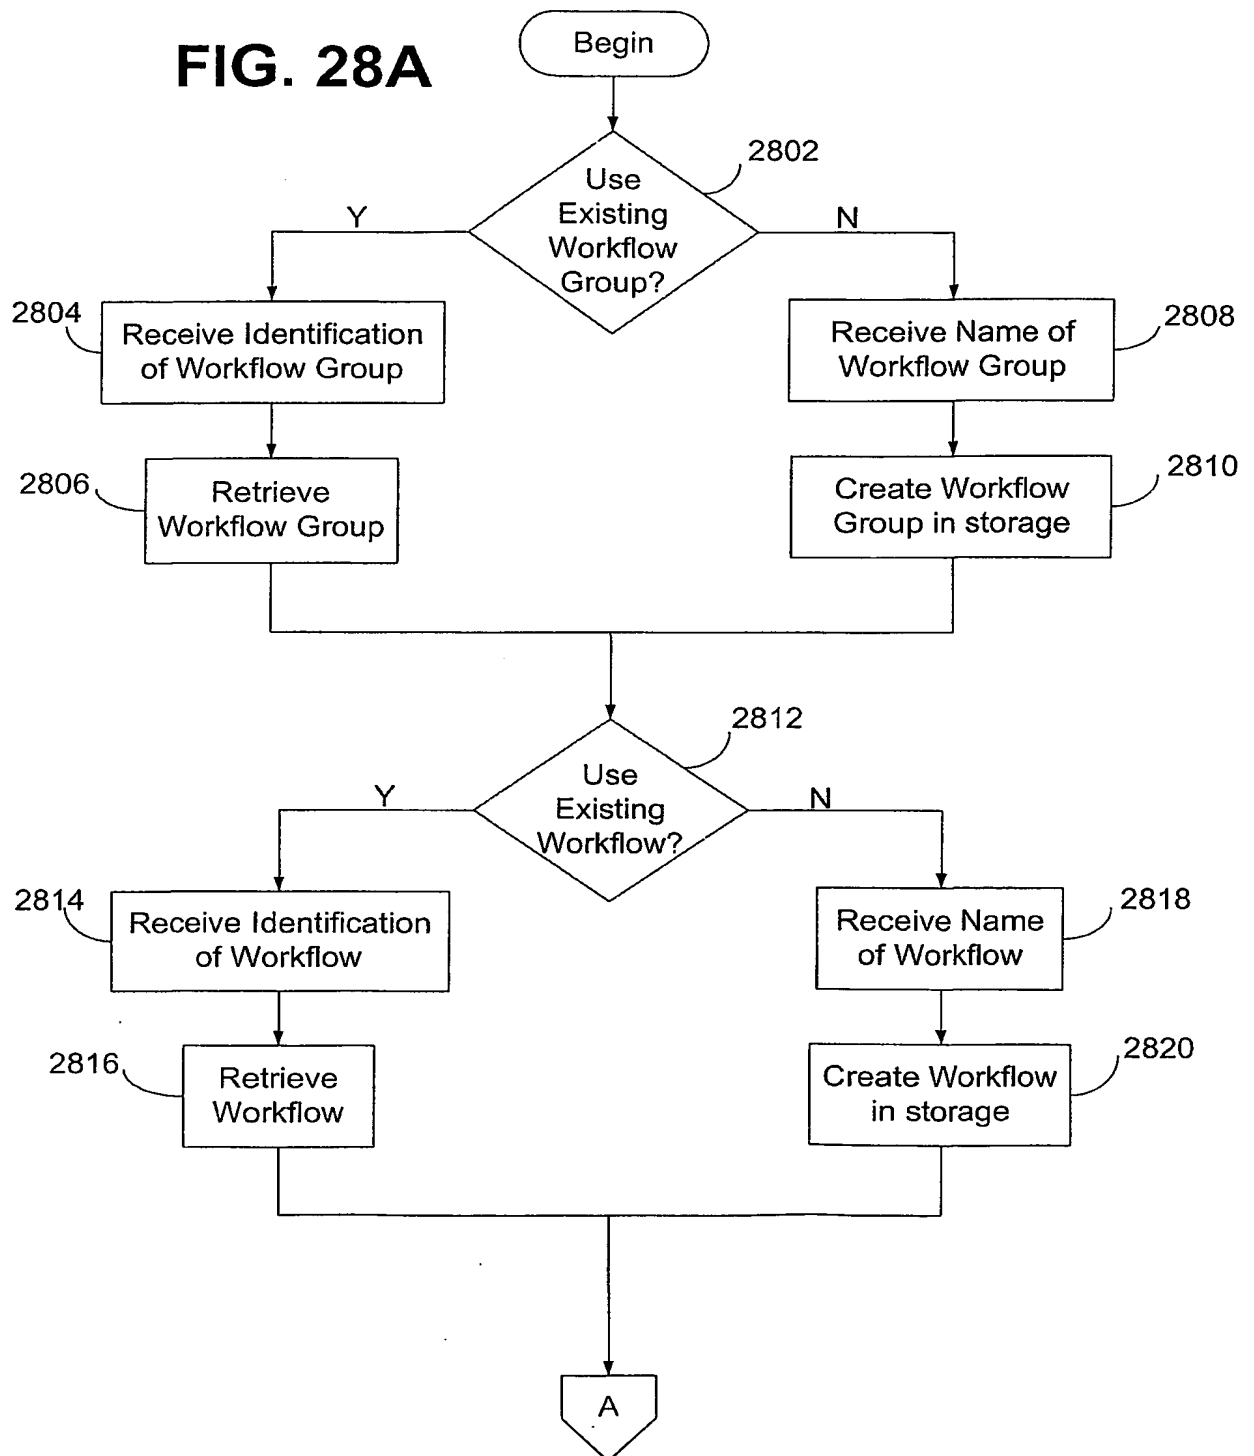 FIG. 28A
Begin
2802
Use
Existing
Workflow
Group?
Y
N
2804
Receive Identification
of Workflow Group
2808
Receive Name of
Workflow Group
2806
Retrieve
Workflow Group
2810
Create Workflow
Group in storage
2812
Use
Existing
Workflow?
Y
N
2814
Receive Identification
of Workflow
2818
Receive Name
of Workflow
2816
Retrieve
Workflow
2820
Create Workflow
in storage
A